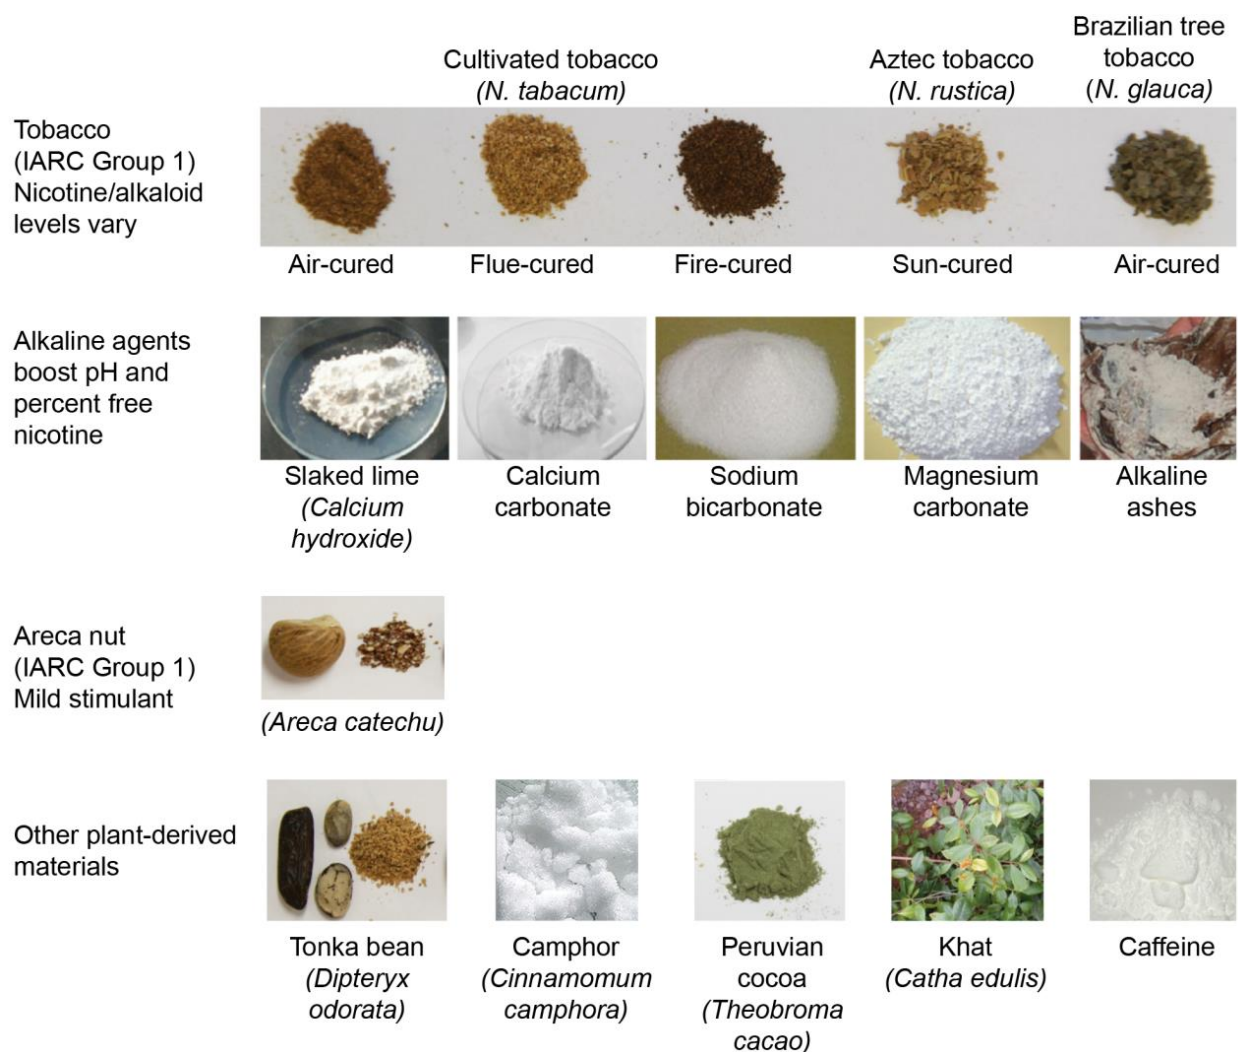 Cultivated tobacco
(N. tabacum)
Aztec tobacco
(N. rustica)
Brazilian tree
tobacco
(N. glauca)
Tobacco
(IARC Group 1)
Nicotine/alkaloid
levels vary
Air-cured
Flue-cured
Fire-cured
Sun-cured
Air-cured
Alkaline agents
boost pH and
percent free
nicotine
Slaked lime
(Calcium
hydroxide)
Calcium
carbonate
Sodium
bicarbonate
Magnesium
carbonate
Alkaline
ashes
Areca nut
(IARC Group 1)
Mild stimulant
(Areca catechu)
Other plant-derived
materials
Tonka bean
(Dipteryx
odorata)
Camphor
(Cinnamomum
camphora)
Peruvian
cocoa
(Theobroma
cacao)
Khat
(Catha edulis)
Caffeine